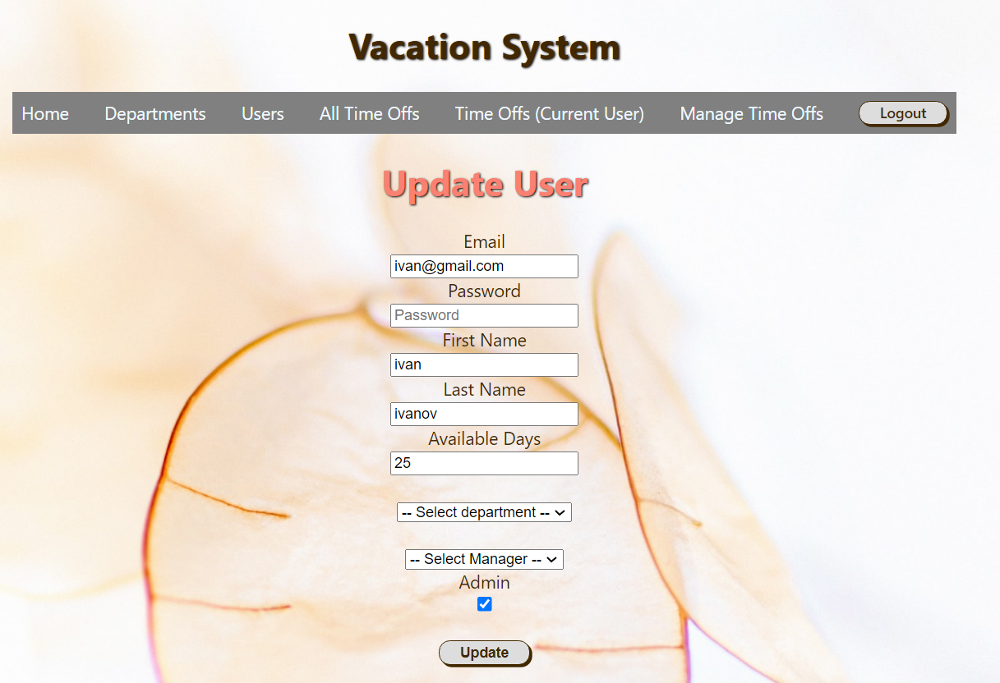 Vacation System
Home Departments Users All Time Offs Time Offs (Current User) Manage Time Offs Logout
Update User
Email
ivan@gmail.com
Password
Password
First Name
ivan
Last Name
ivanov
Available Days
25
-- Select department --
-- Select Manager --
Admin
Update